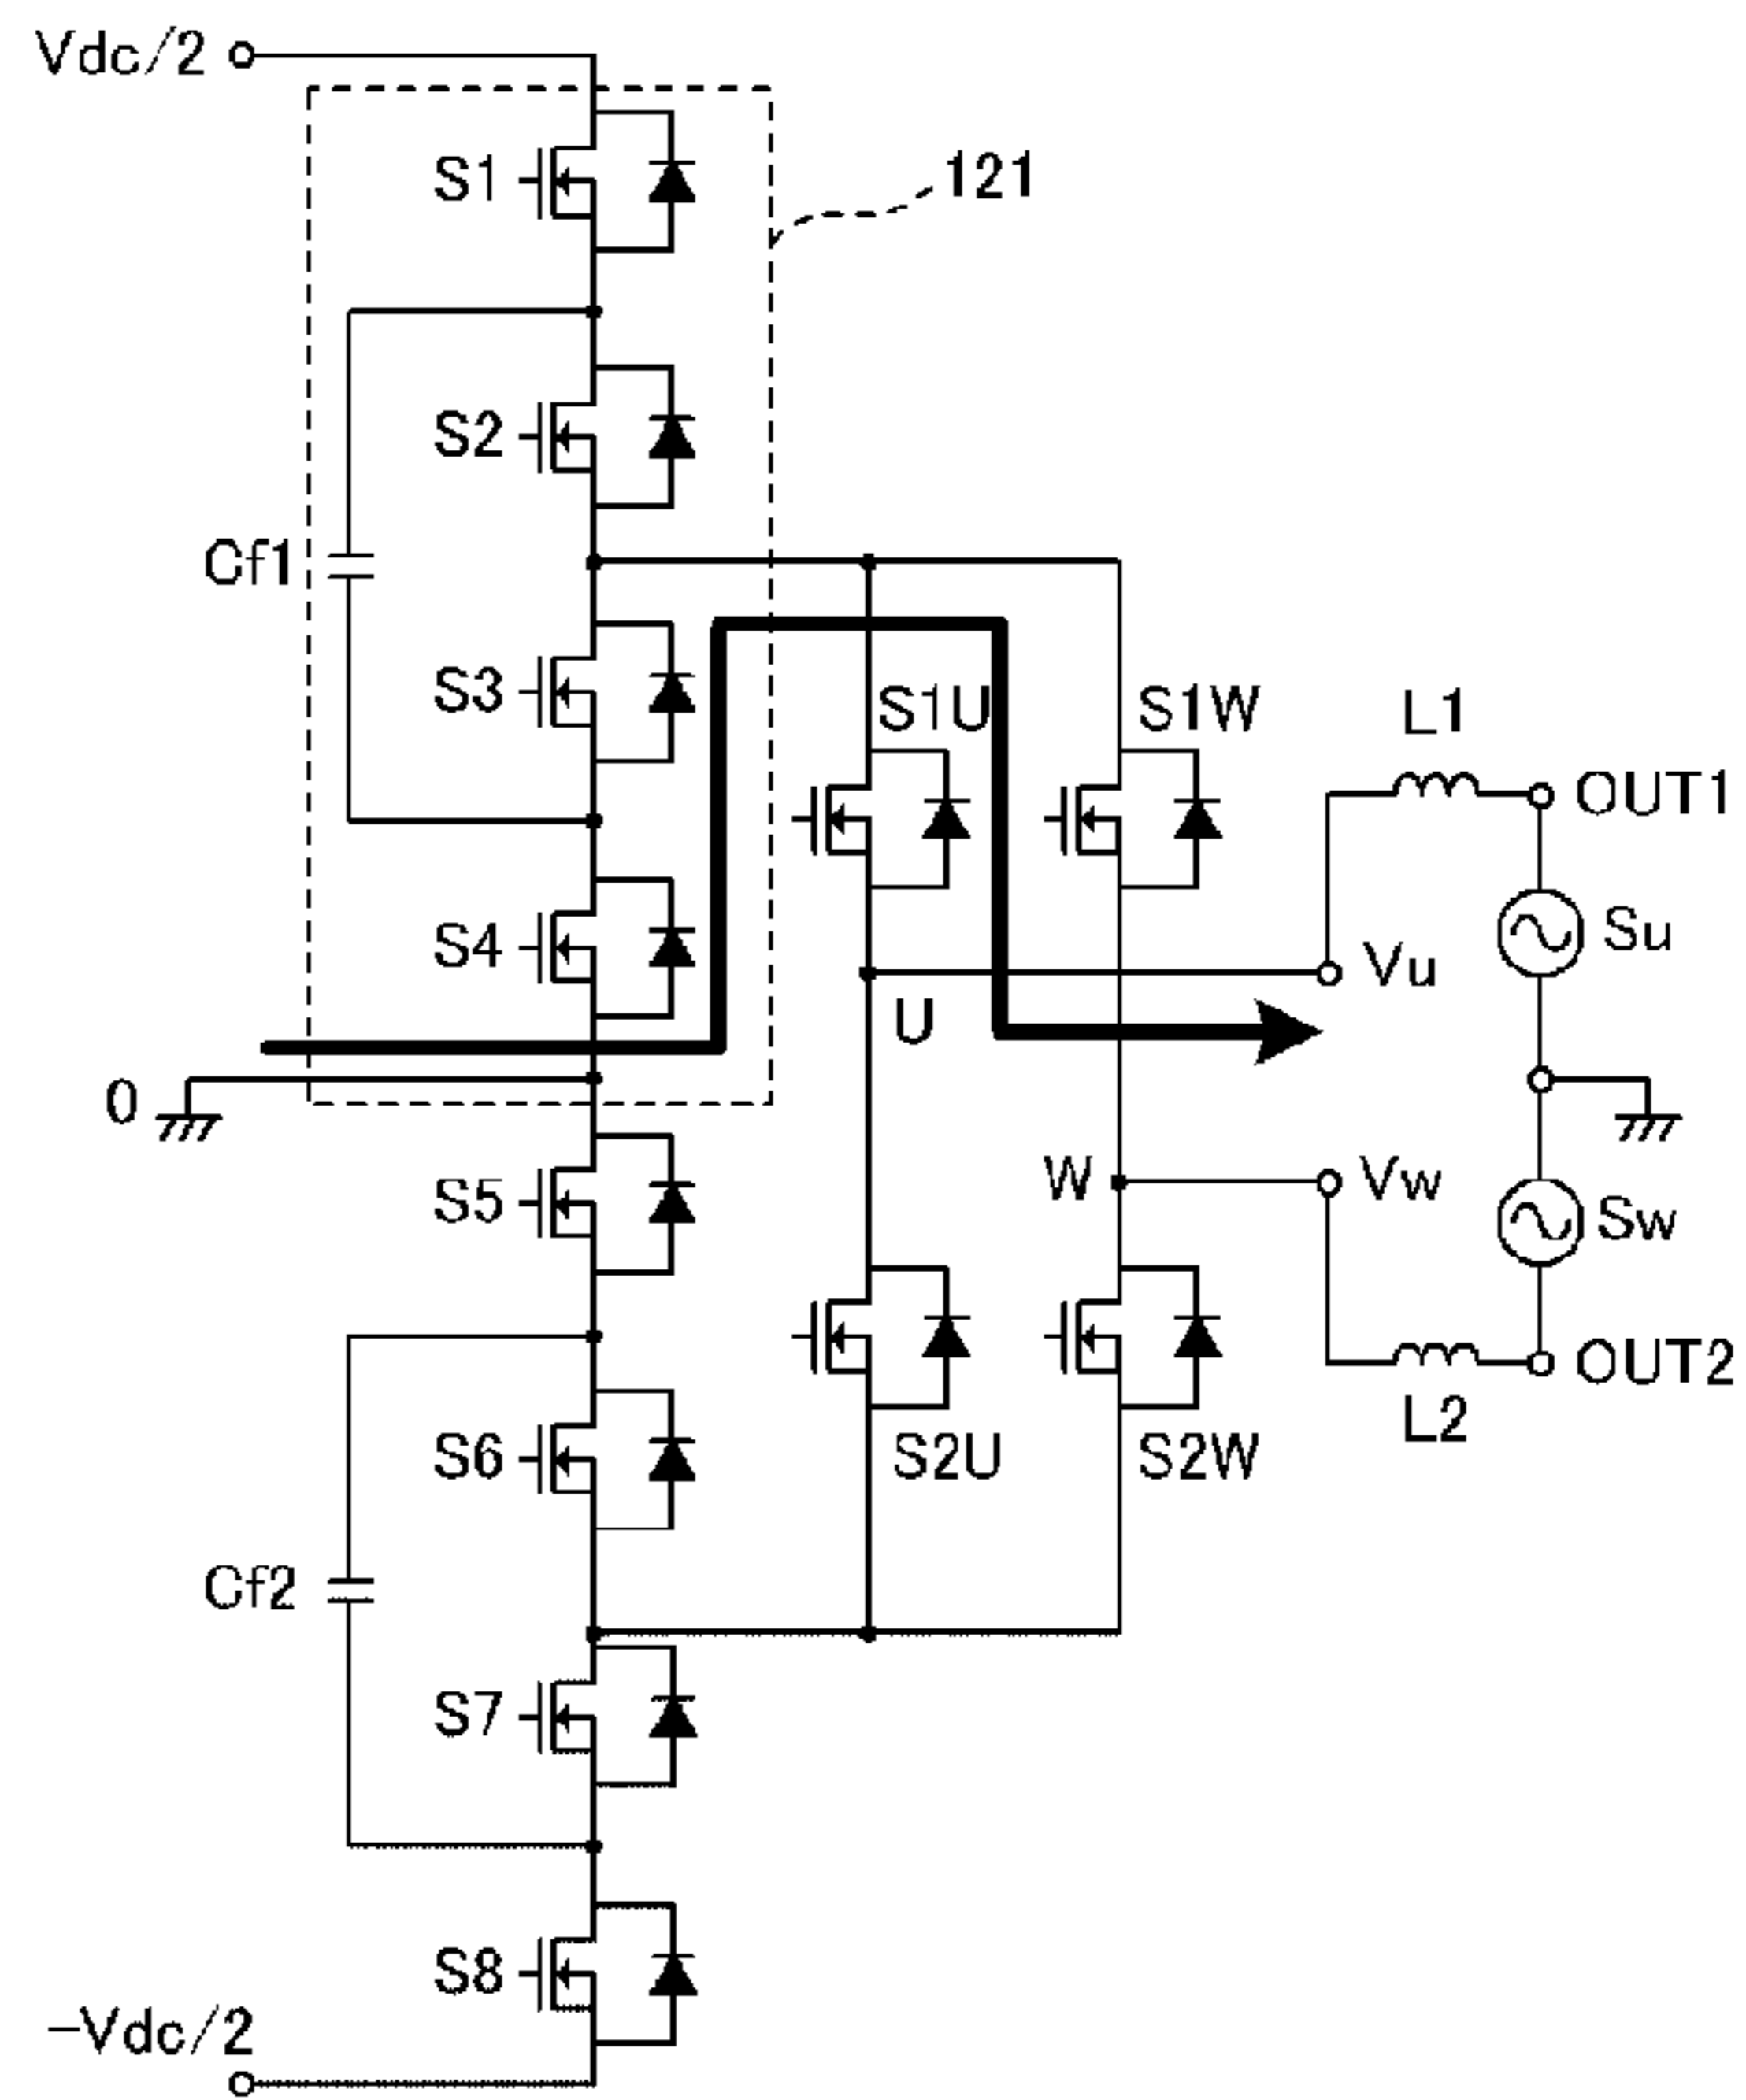 Vdc/2
S1
121
S2
Cf1
S3
S1U
S1W
L1
OUT1
S4
Vu
Su
U
0
W
Vw
S5
Sw
OUT2
L2
S6
S2U
S2W
Cf2
S7
S8
-Vdc/2